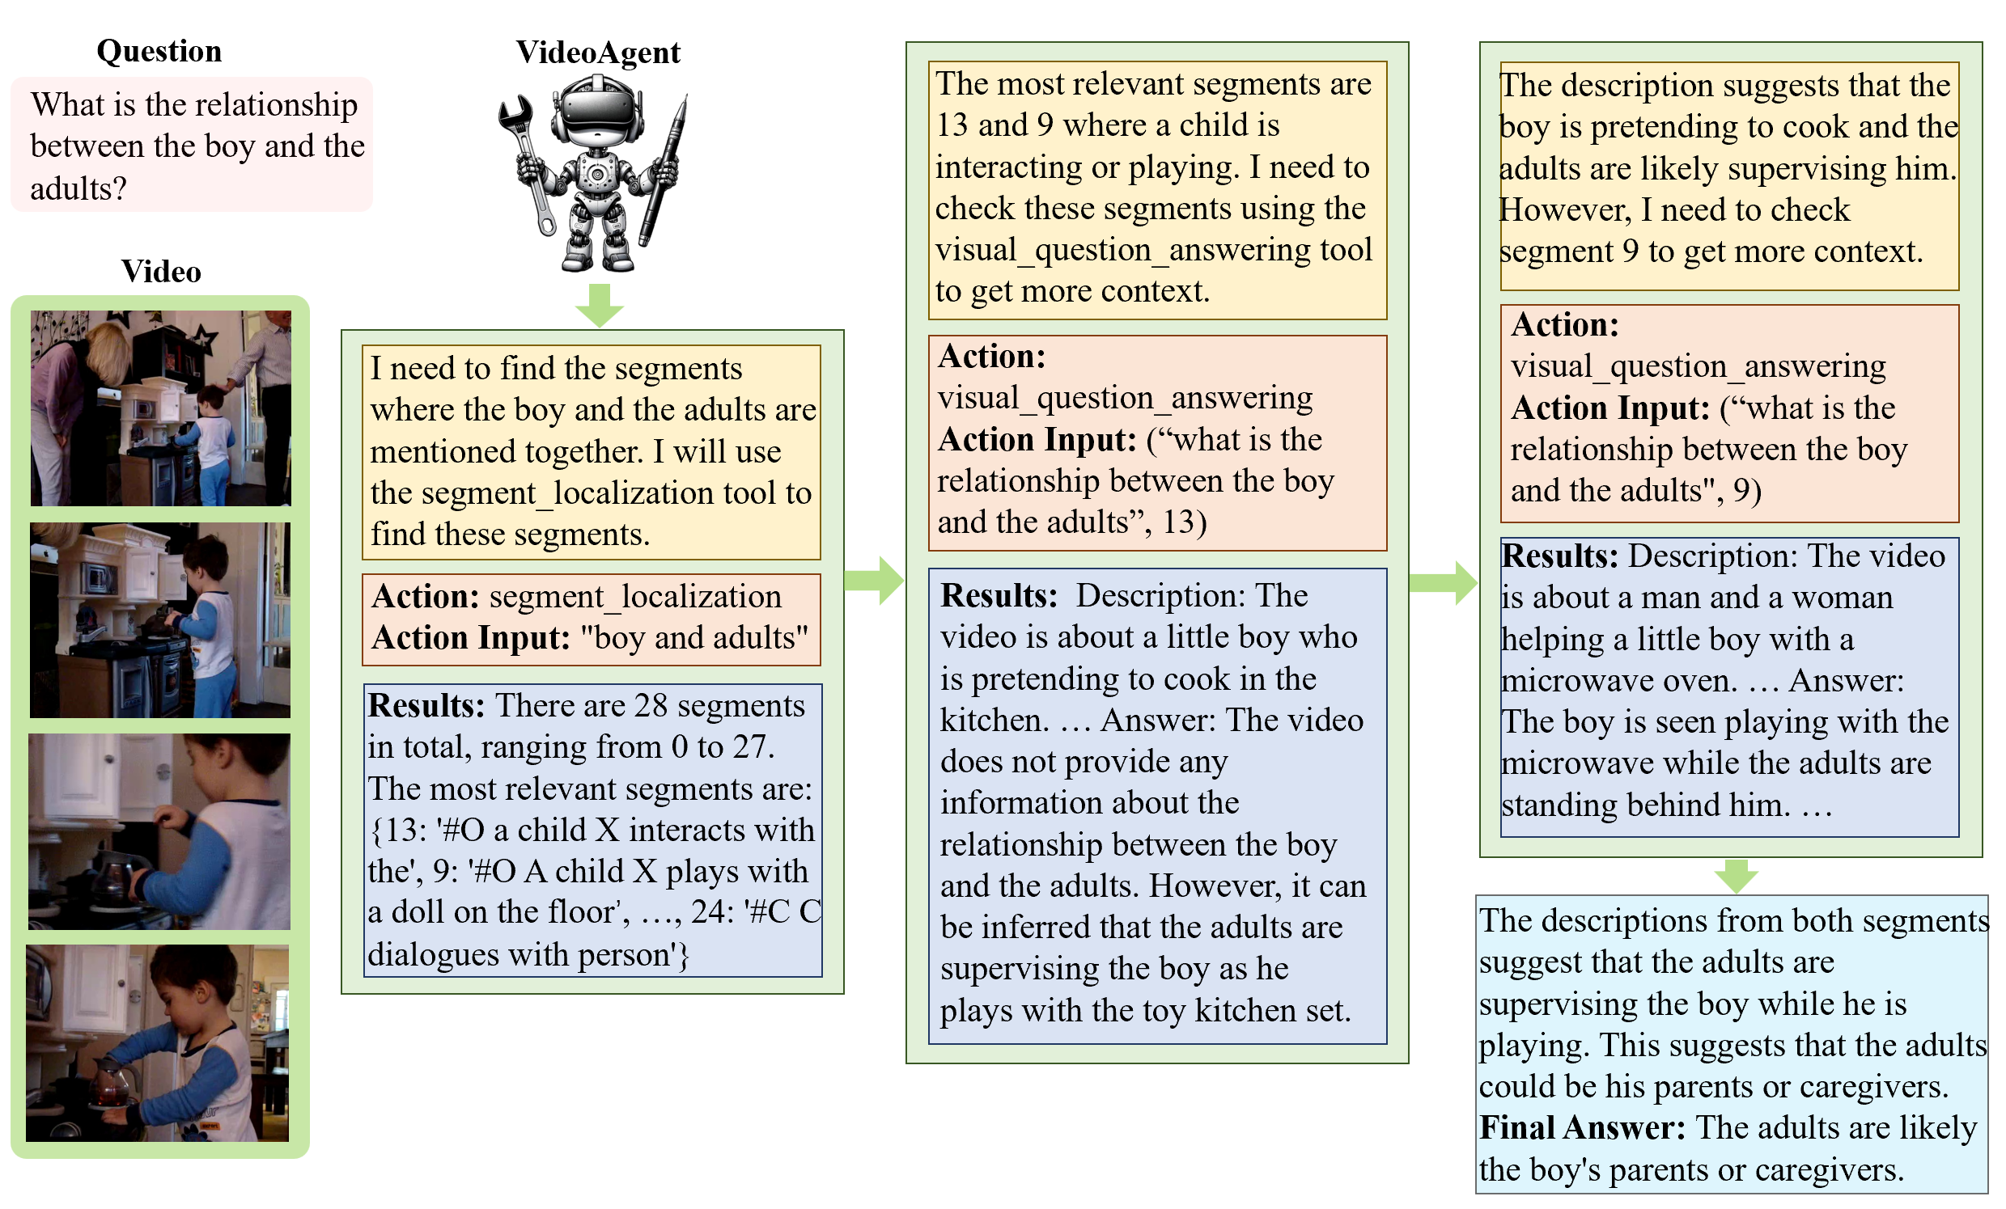 Question
What is the relationship
between the boy and the
adults?
Video
VideoAgent
I need to find the segments
where the boy and the adults are
mentioned together. I will use
the segment_localization tool to
find these segments.
Action: segment_localization
Action Input: "boy and adults"
Results: There are 28 segments
in total, ranging from 0 to 27.
The most relevant segments are:
{13: '#O a child X interacts with
the', 9: '#O A child X plays with
a doll on the floor’, …, 24: '#C C
dialogues with person'}
The most relevant segments are
13 and 9 where a child is
interacting or playing. I need to
check these segments using the
visual_question_answering tool
to get more context.
Action:
visual_question_answering
Action Input: (“what is the
relationship between the boy
and the adults”, 13)
Results:  Description: The
video is about a little boy who
is pretending to cook in the
kitchen. … Answer: The video
does not provide any
information about the
relationship between the boy
and the adults. However, it can
be inferred that the adults are
supervising the boy as he
plays with the toy kitchen set.
The description suggests that the
boy is pretending to cook and the
adults are likely supervising him.
However, I need to check
segment 9 to get more context.
Action:
visual_question_answering
Action Input: (“what is the
relationship between the boy
and the adults", 9)
Results: Description: The video
is about a man and a woman
helping a little boy with a
microwave oven. … Answer:
The boy is seen playing with the
microwave while the adults are
standing behind him. …
The descriptions from both segments
suggest that the adults are
supervising the boy while he is
playing. This suggests that the adults
could be his parents or caregivers.
Final Answer: The adults are likely
the boy's parents or caregivers.